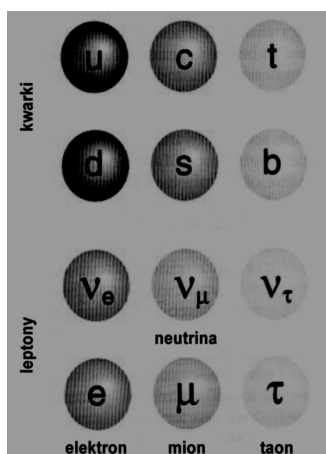 kwarki
u c t
d s b
leptony
νe νμ ντ
neutrina
e μ τ
elektron mion taon